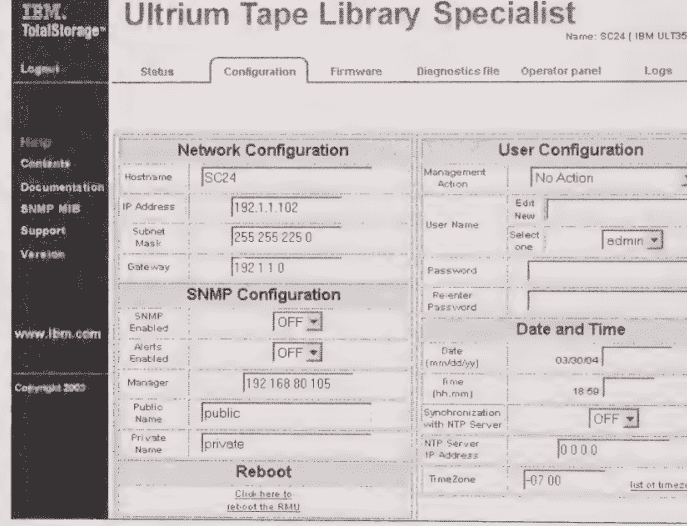 IBM.
TotalStorage™
Ultrium Tape Library Specialist
Name: SC24 ( IBM ULT35
Logout
Status
Configuration
Firmware
Diagnostics file
Operator panel
Logs
Help
Contents
Documentation
SNMP MIB
Support
Version
www.ibm.com
Copyright 2003
Network Configuration
Hostname SC24
IP Address 192.1.1.102
Subnet
Mask 255 255 225 0
Gateway 192 1 1 0
SNMP Configuration
SNMP
Enabled OFF
Alerts
Enabled OFF
Manager 192 168 80 105
Public
Name public
Private
Name private
Reboot
Click here to
reboot the RMU
User Configuration
Management
Action No Action
User Name
Edit
New
Select
one admin
Password
Re-enter
Password
Date and Time
Date
(mm/dd/yy) 03/30/04
Time
(hh.mm) 18 59
Synchronization
with NTP Server OFF
NTP Server
IP Address 0 0 0 0
TimeZone -07 00
list of timezo